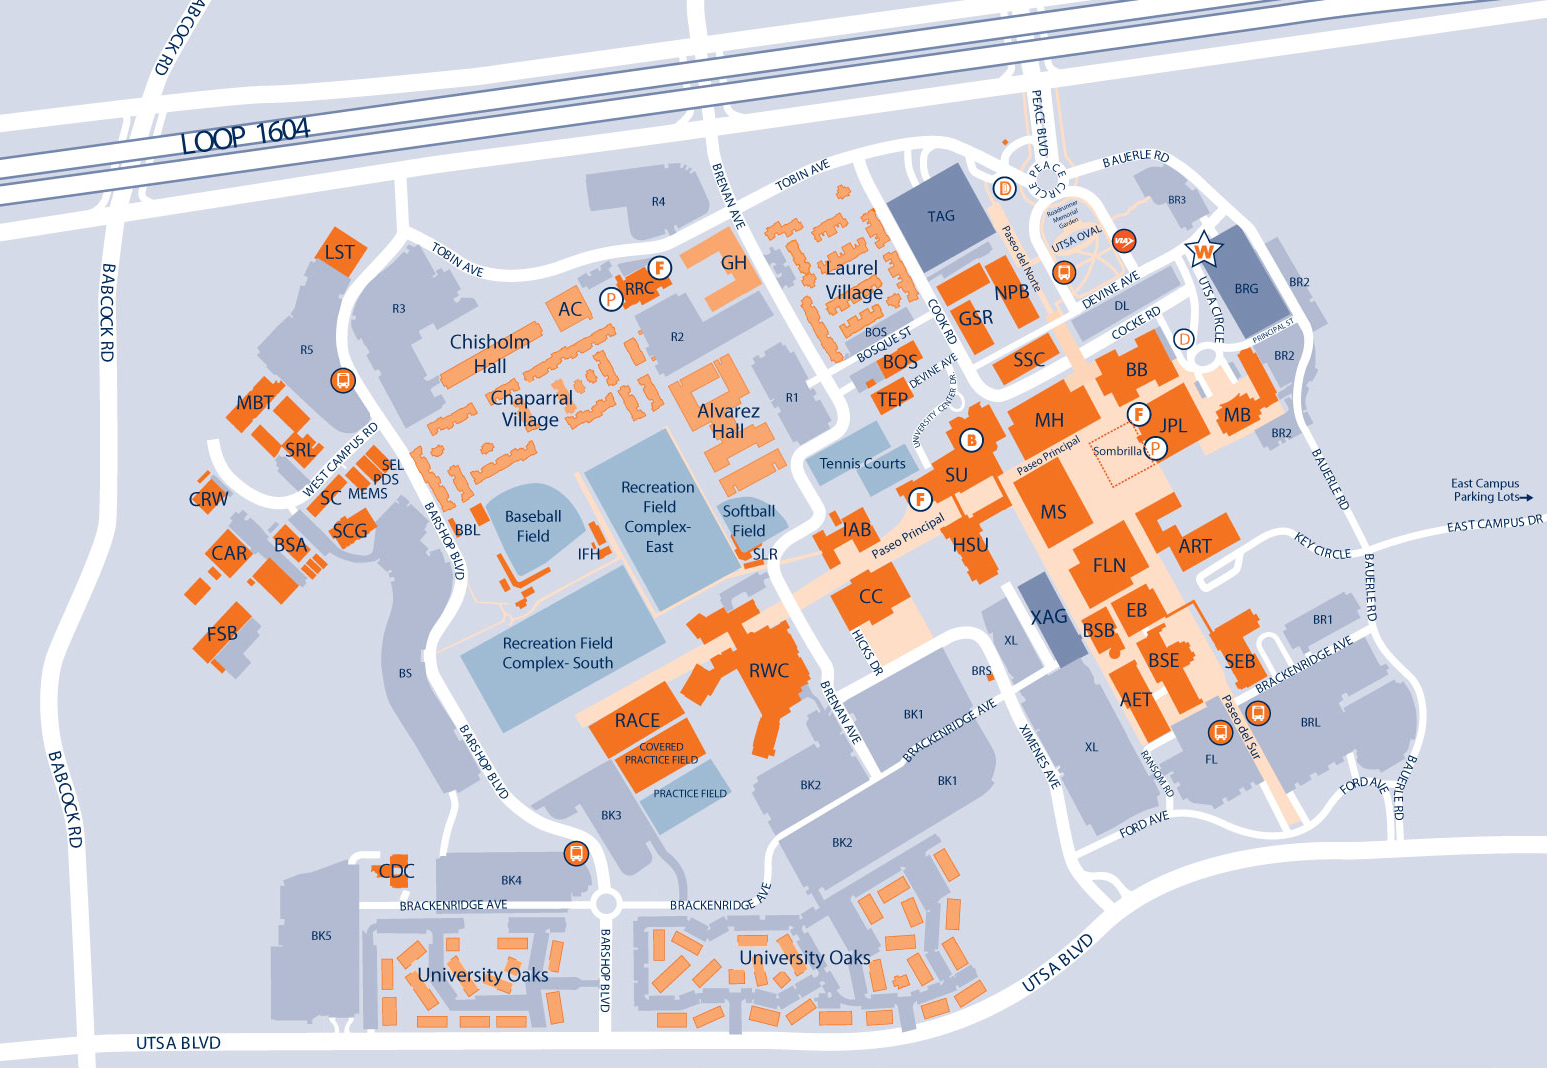 BABCOCK RD
LOOP 1604
PEACE BLVD
PEACE CIRCLE
BAUERLE RD
TOBIN AVE
BRENAN AVE
R4
BR3
TAG
D
Roadrunner
Memorial
Garden
UTSA OVAL
VIA
Paseo del Norte
W
LST
TOBIN AVE
F
GH
Laurel
Village
BR2
BRG
UTSA CIRCLE
BABCOCK RD
R3
P
RRC
AC
NPB
GSR
DEVINE AVE
DL
COCKE RD
COOK RD
PRINCIPAL ST
R5
Chisholm
Hall
R2
BOS
BOSQUE ST
BOS
DEVINE AVE
SSC
D
BR2
BB
MBT
Chaparral
Village
Alvarez
Hall
R1
TEP
UNIVERSITY CENTER DR.
MH
F
JPL
MB
BR2
SRL
WEST CAMPUS RD
B
Paseo Principal
Sombrilla
P
SEL
PDS
MEMS
SC
CRW
Tennis Courts
SU
BAUERLE RD
East Campus
Parking Lots
EAST CAMPUS DR
F
Recreation
Field
Complex-
East
Softball
Field
MS
SCG
BBL
Baseball
Field
BARSHOP BLVD
IAB
Paseo Principal
HSU
ART
KEY CIRCLE
BSA
CAR
IFH
SLR
FLN
BAUERLE RD
CC
FSB
XAG
EB
BSB
BR1
Recreation Field
Complex- South
HICKS DR
XL
BSE
SEB
BRACKENRIDGE AVE
BS
RWC
BRS
AET
BRENAN AVE
BK1
BRACKENRIDGE AVE
Paseo del Sur
RACE
COVERED
PRACTICE FIELD
BRL
XIMENES AVE
XL
FL
BABCOCK RD
BARSHOP BLVD
PRACTICE FIELD
BK2
BK1
RANSOM RD
FORD AVE
BAUERLE RD
BK3
FORD AVE
BK2
CDC
BK4
BRACKENRIDGE AVE
BRACKENRIDGE AVE
BK5
BARSHOP BLVD
University Oaks
University Oaks
UTSA BLVD
UTSA BLVD